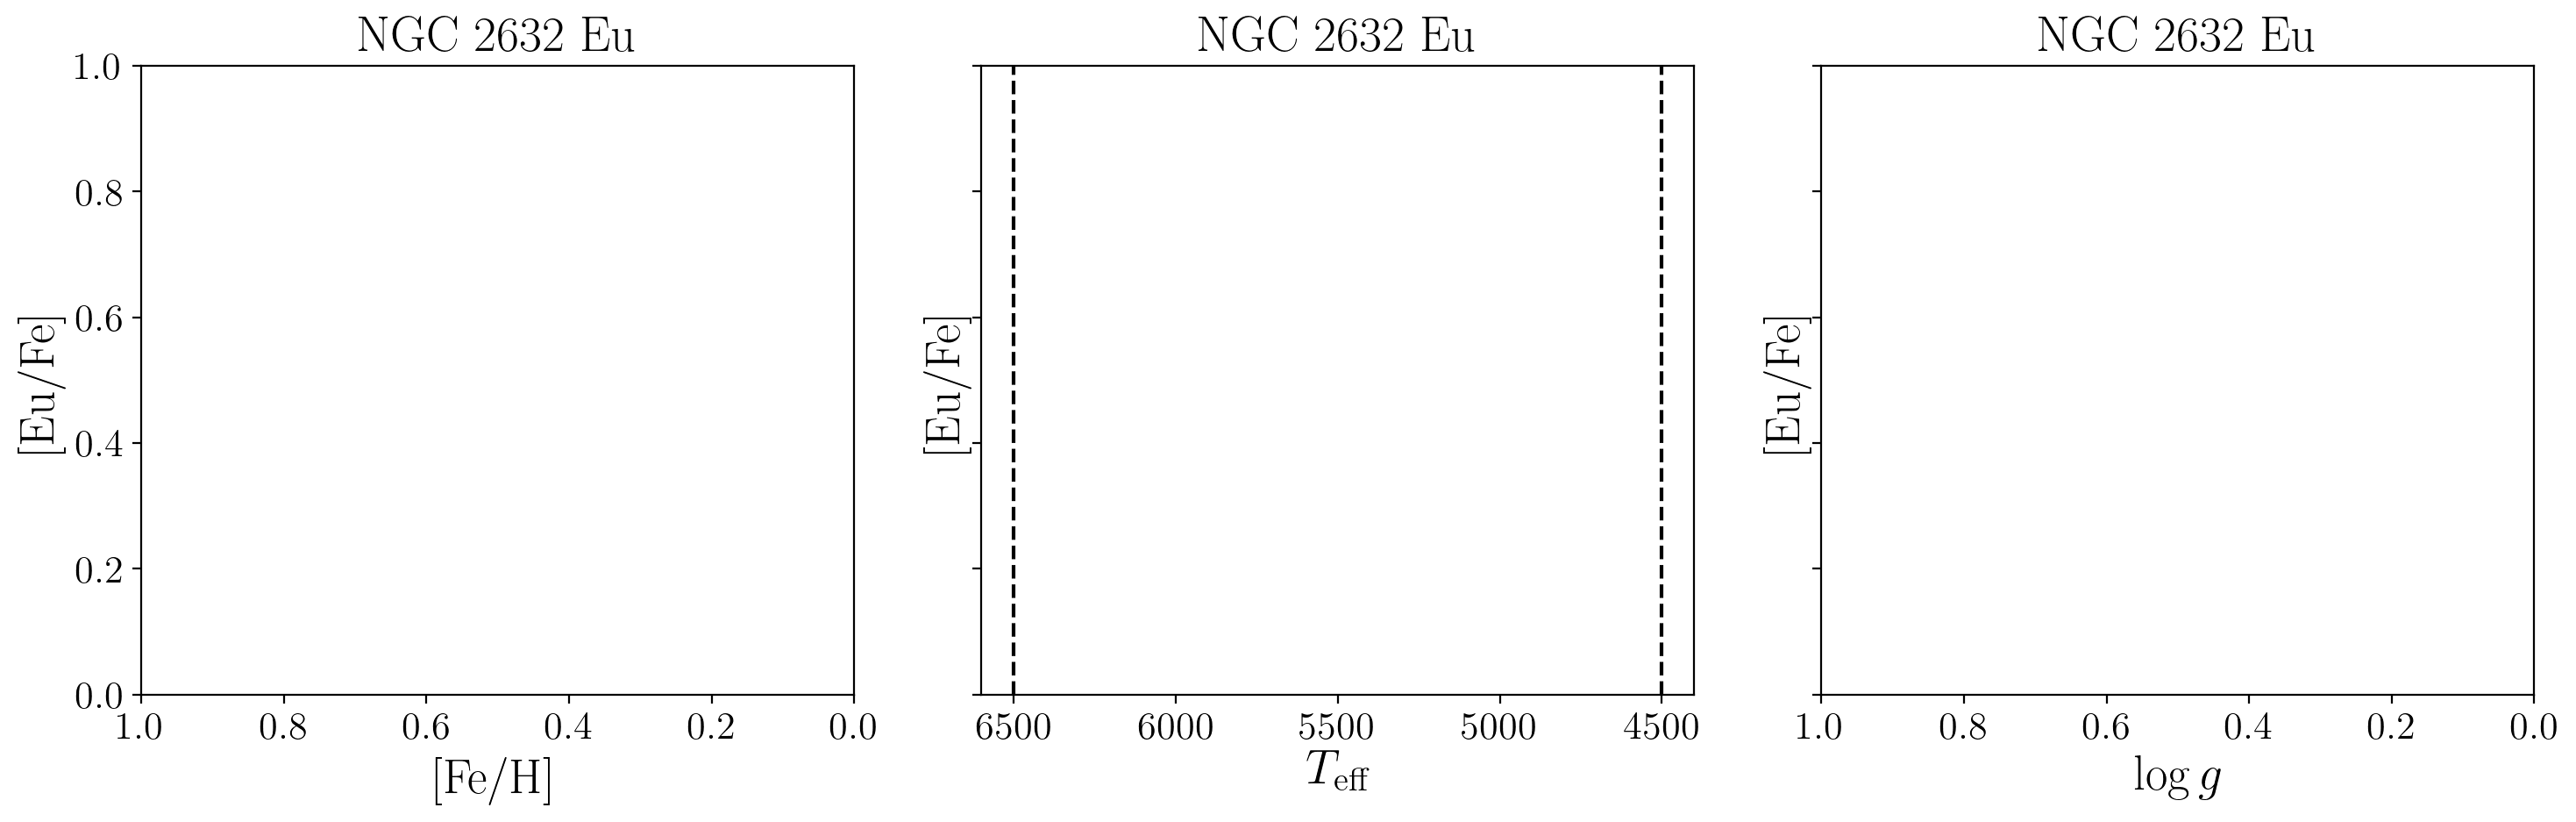 NGC 2632 Eu
NGC 2632 Eu
NGC 2632 Eu
[Eu/Fe]
1.0
0.8
0.6
0.4
0.2
0.0
1.0 0.8 0.6 0.4 0.2 0.0
[Fe/H]
[Eu/Fe]
6500 6000 5500 5000 4500
T_eff
[Eu/Fe]
1.0 0.8 0.6 0.4 0.2 0.0
log g